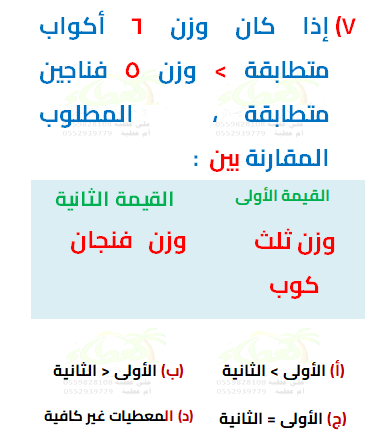 ٧) إذا كان وزن ٦ أكواب
متطابقة > وزن ٥ فناجين
متطابقة ، المطلوب
المقارنة بين :
القيمة الأولى القيمة الثانية
وزن ثلث وزن فنجان
كوب
(أ) الأولى > الثانية (ب) الأولى < الثانية
(ج) الأولى = الثانية (د) المعطيات غير كافية